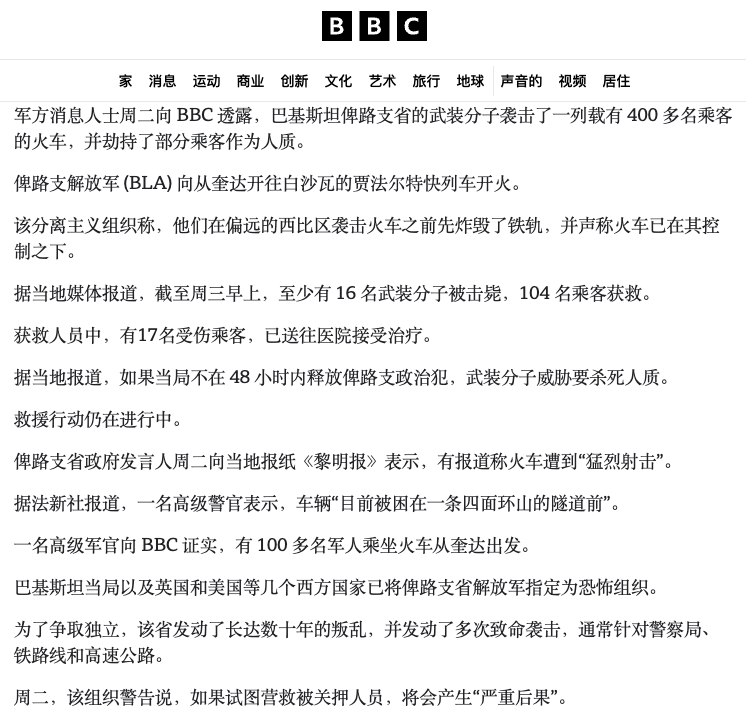 BBC
家 消息 运动 商业 创新 文化 艺术 旅行 地球 声音的 视频 居住
军方消息人士周二向 BBC 透露，巴基斯坦俾路支省的武装分子袭击了一列载有 400 多名乘客
的火车，并劫持了部分乘客作为人质。
俾路支解放军 (BLA) 向从奎达开往白沙瓦的贾法尔特快列车开火。
该分离主义组织称，他们在偏远的西比区袭击火车之前先炸毁了铁轨，并声称火车已在其控
制之下。
据当地媒体报道，截至周三早上，至少有 16 名武装分子被击毙，104 名乘客获救。
获救人员中，有17名受伤乘客，已送往医院接受治疗。
据当地报道，如果当局不在 48 小时内释放俾路支政治犯，武装分子威胁要杀死人质。
救援行动仍在进行中。
俾路支省政府发言人周二向当地报纸《黎明报》表示，有报道称火车遭到“猛烈射击”。
据法新社报道，一名高级警官表示，车辆“目前被困在一条四面环山的隧道前”。
一名高级军官向 BBC 证实，有 100 多名军人乘坐火车从奎达出发。
巴基斯坦当局以及英国和美国等几个西方国家已将俾路支省解放军指定为恐怖组织。
为了争取独立，该省发动了长达数十年的叛乱，并发动了多次致命袭击，通常针对警察局、
铁路线和高速公路。
周二，该组织警告说，如果试图营救被关押人员，将会产生“严重后果”。